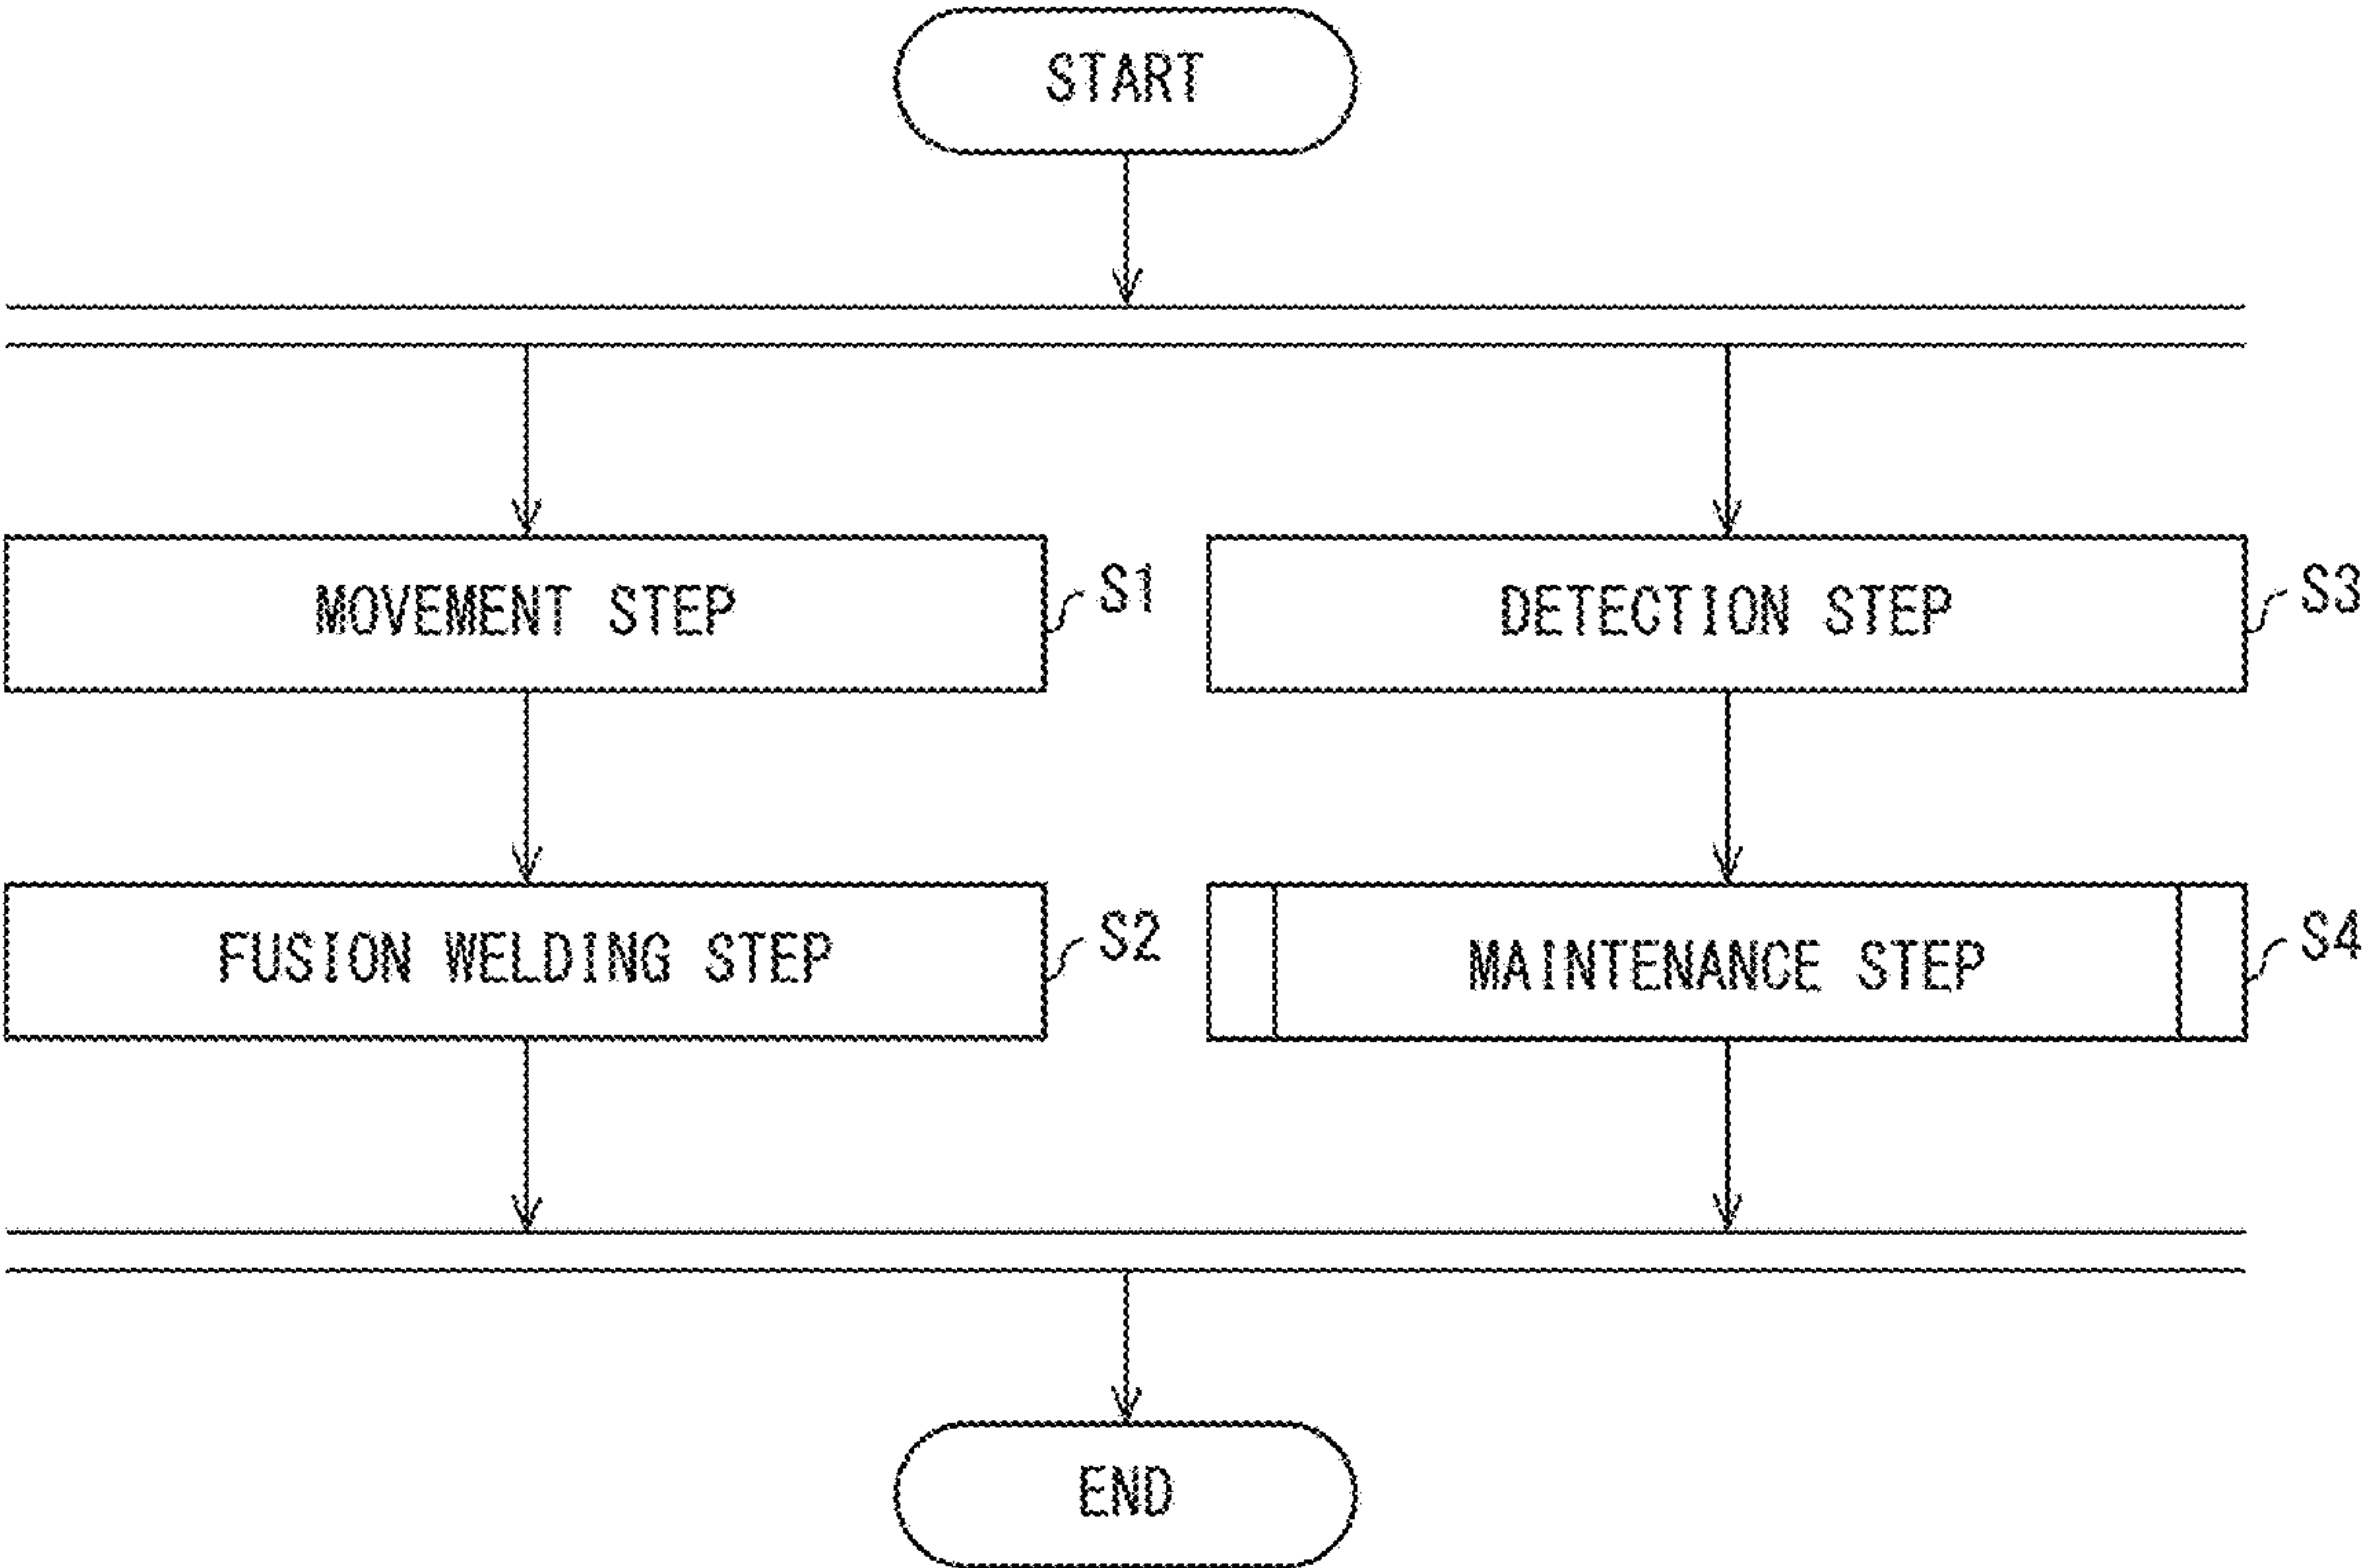 START
MOVEMENT STEP
S1
DETECTION STEP
S3
FUSION WELDING STEP
S2
MAINTENANCE STEP
S4
END